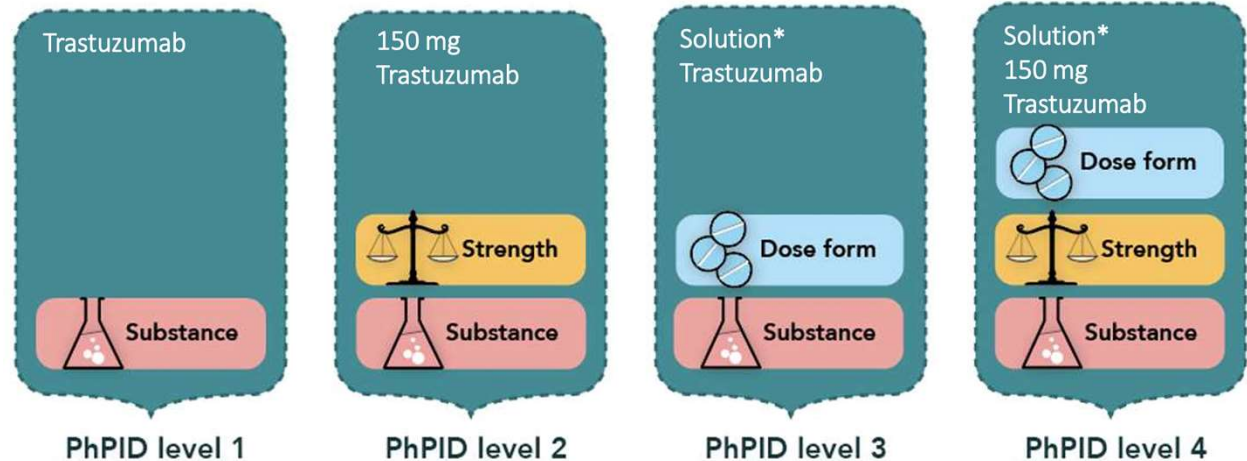 Trastuzumab
Substance
PhPID level 1
150 mg
Trastuzumab
Strength
Substance
PhPID level 2
Solution*
Trastuzumab
Dose form
Substance
PhPID level 3
Solution*
150 mg
Trastuzumab
Dose form
Strength
Substance
PhPID level 4